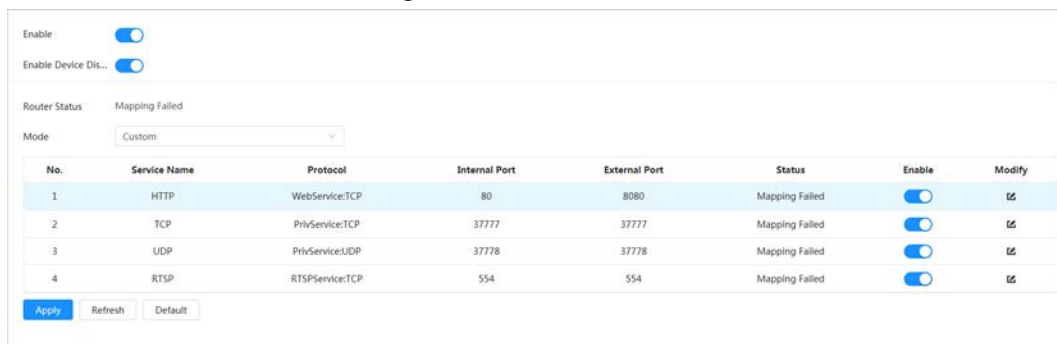 Enable
Enable Device Dis...
Router Status Mapping Failed
Mode Custom
No. Service Name Protocol Internal Port External Port Status Enable Modify
1 HTTP WebService:TCP 80 8080 Mapping Failed
2 TCP PrivService:TCP 37777 37777 Mapping Failed
3 UDP PrivService:UDP 37778 37778 Mapping Failed
4 RTSP RTSPService:TCP 554 554 Mapping Failed
Apply Refresh Default